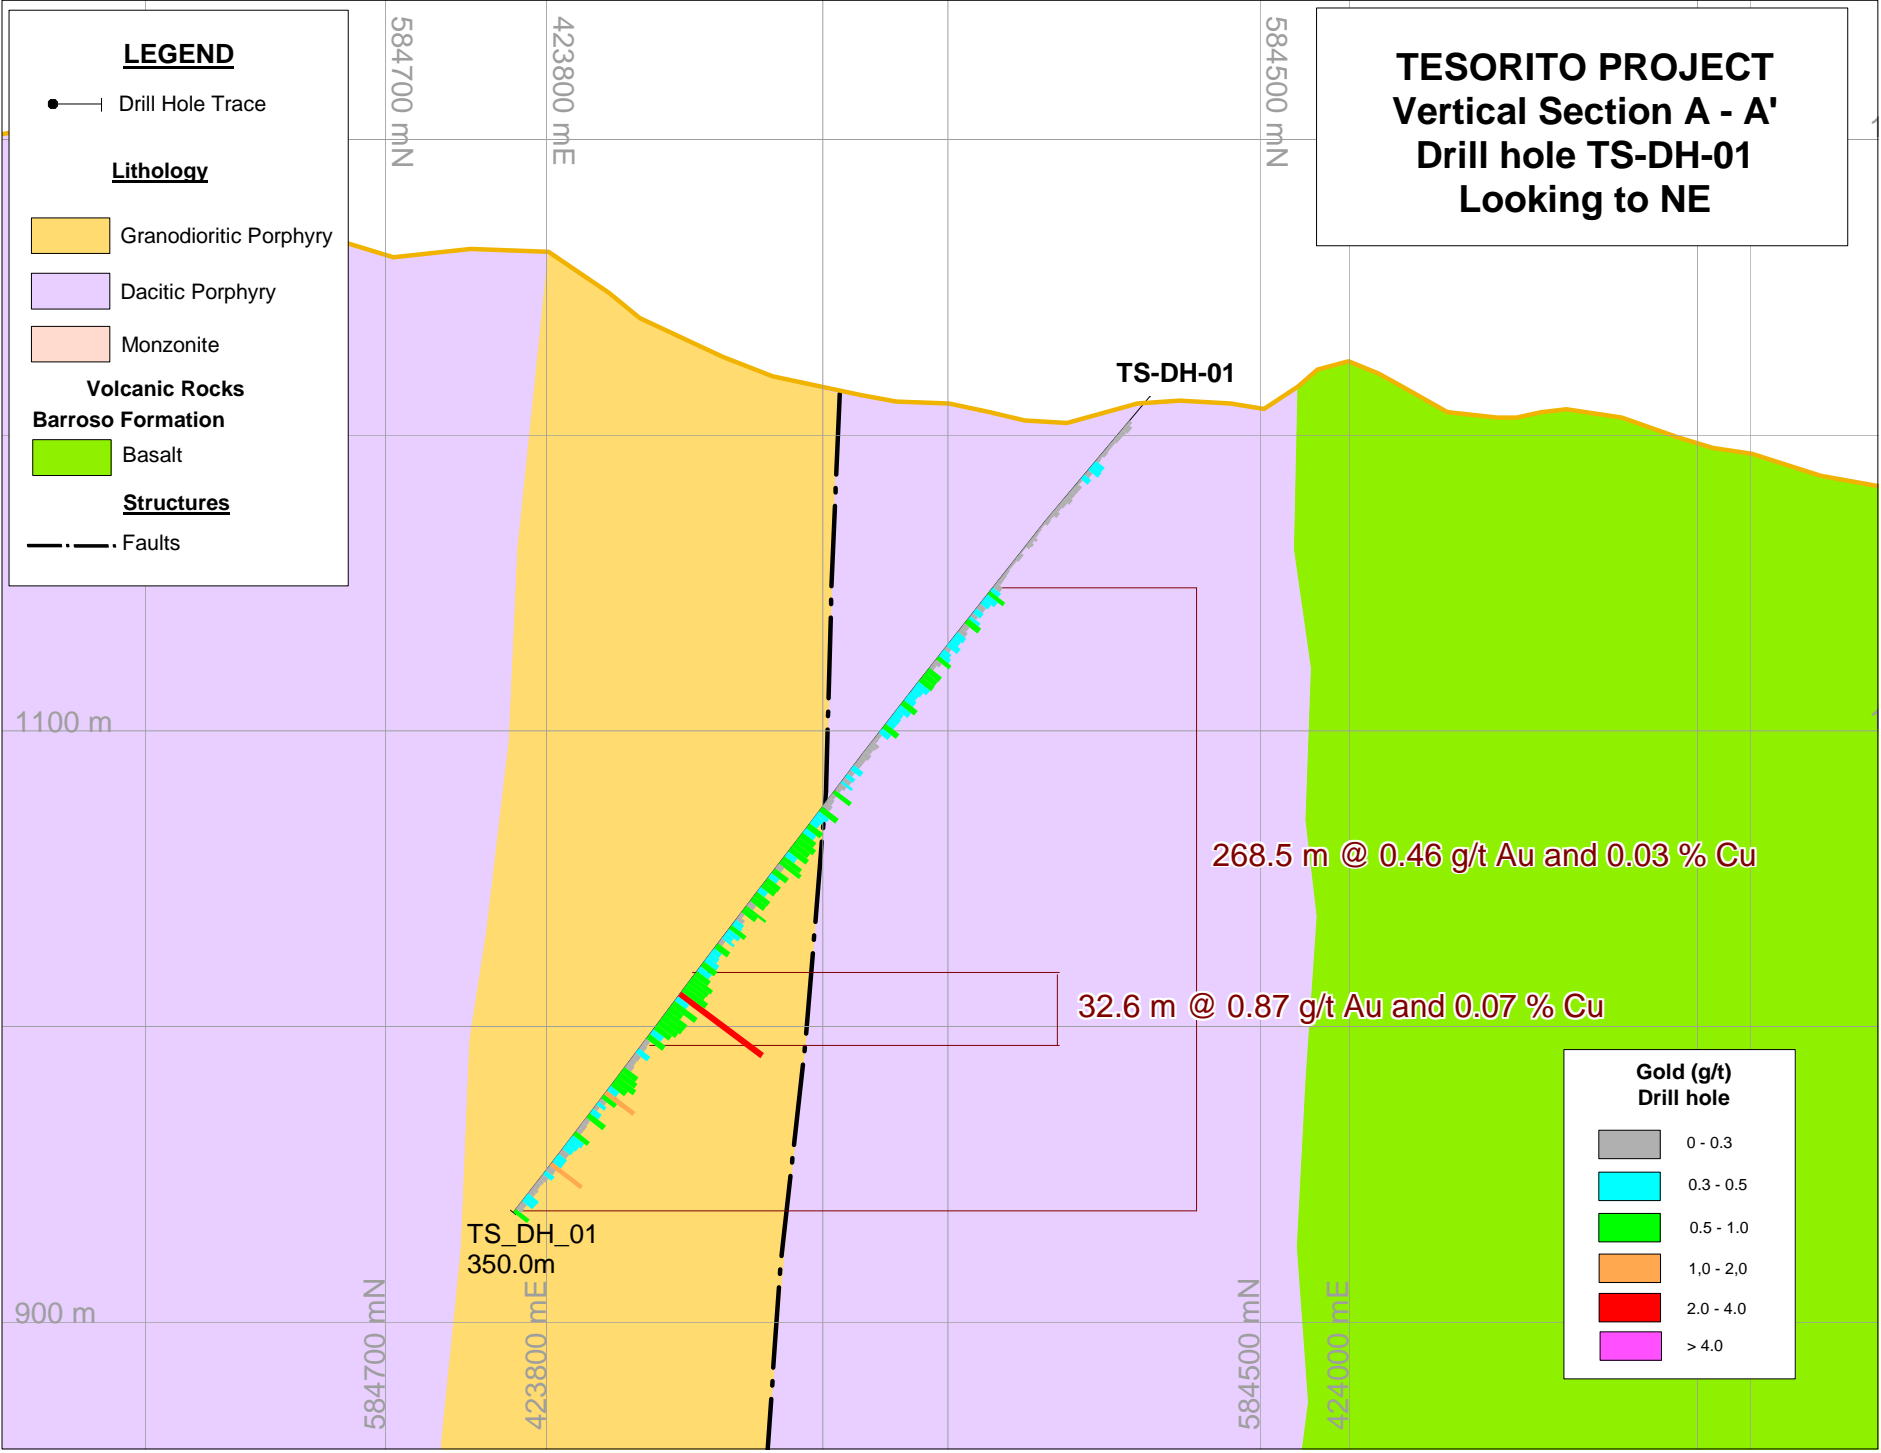 LEGEND
Drill Hole Trace
Lithology
Granodioritic Porphyry
Dacitic Porphyry
Monzonite
Volcanic Rocks
Barroso Formation
Basalt
Structures
Faults
584700 mN
423800 mE
584500 mN
TESORITO PROJECT
Vertical Section A - A'
Drill hole TS-DH-01
Looking to NE
TS-DH-01
1100 m
268.5 m @ 0.46 g/t Au and 0.03 % Cu
32.6 m @ 0.87 g/t Au and 0.07 % Cu
TS_DH_01
350.0m
900 m
584700 mN
423800 mE
584500 mN
424000 mE
Gold (g/t)
Drill hole
0 - 0.3
0.3 - 0.5
0.5 - 1.0
1,0 - 2,0
2.0 - 4.0
> 4.0